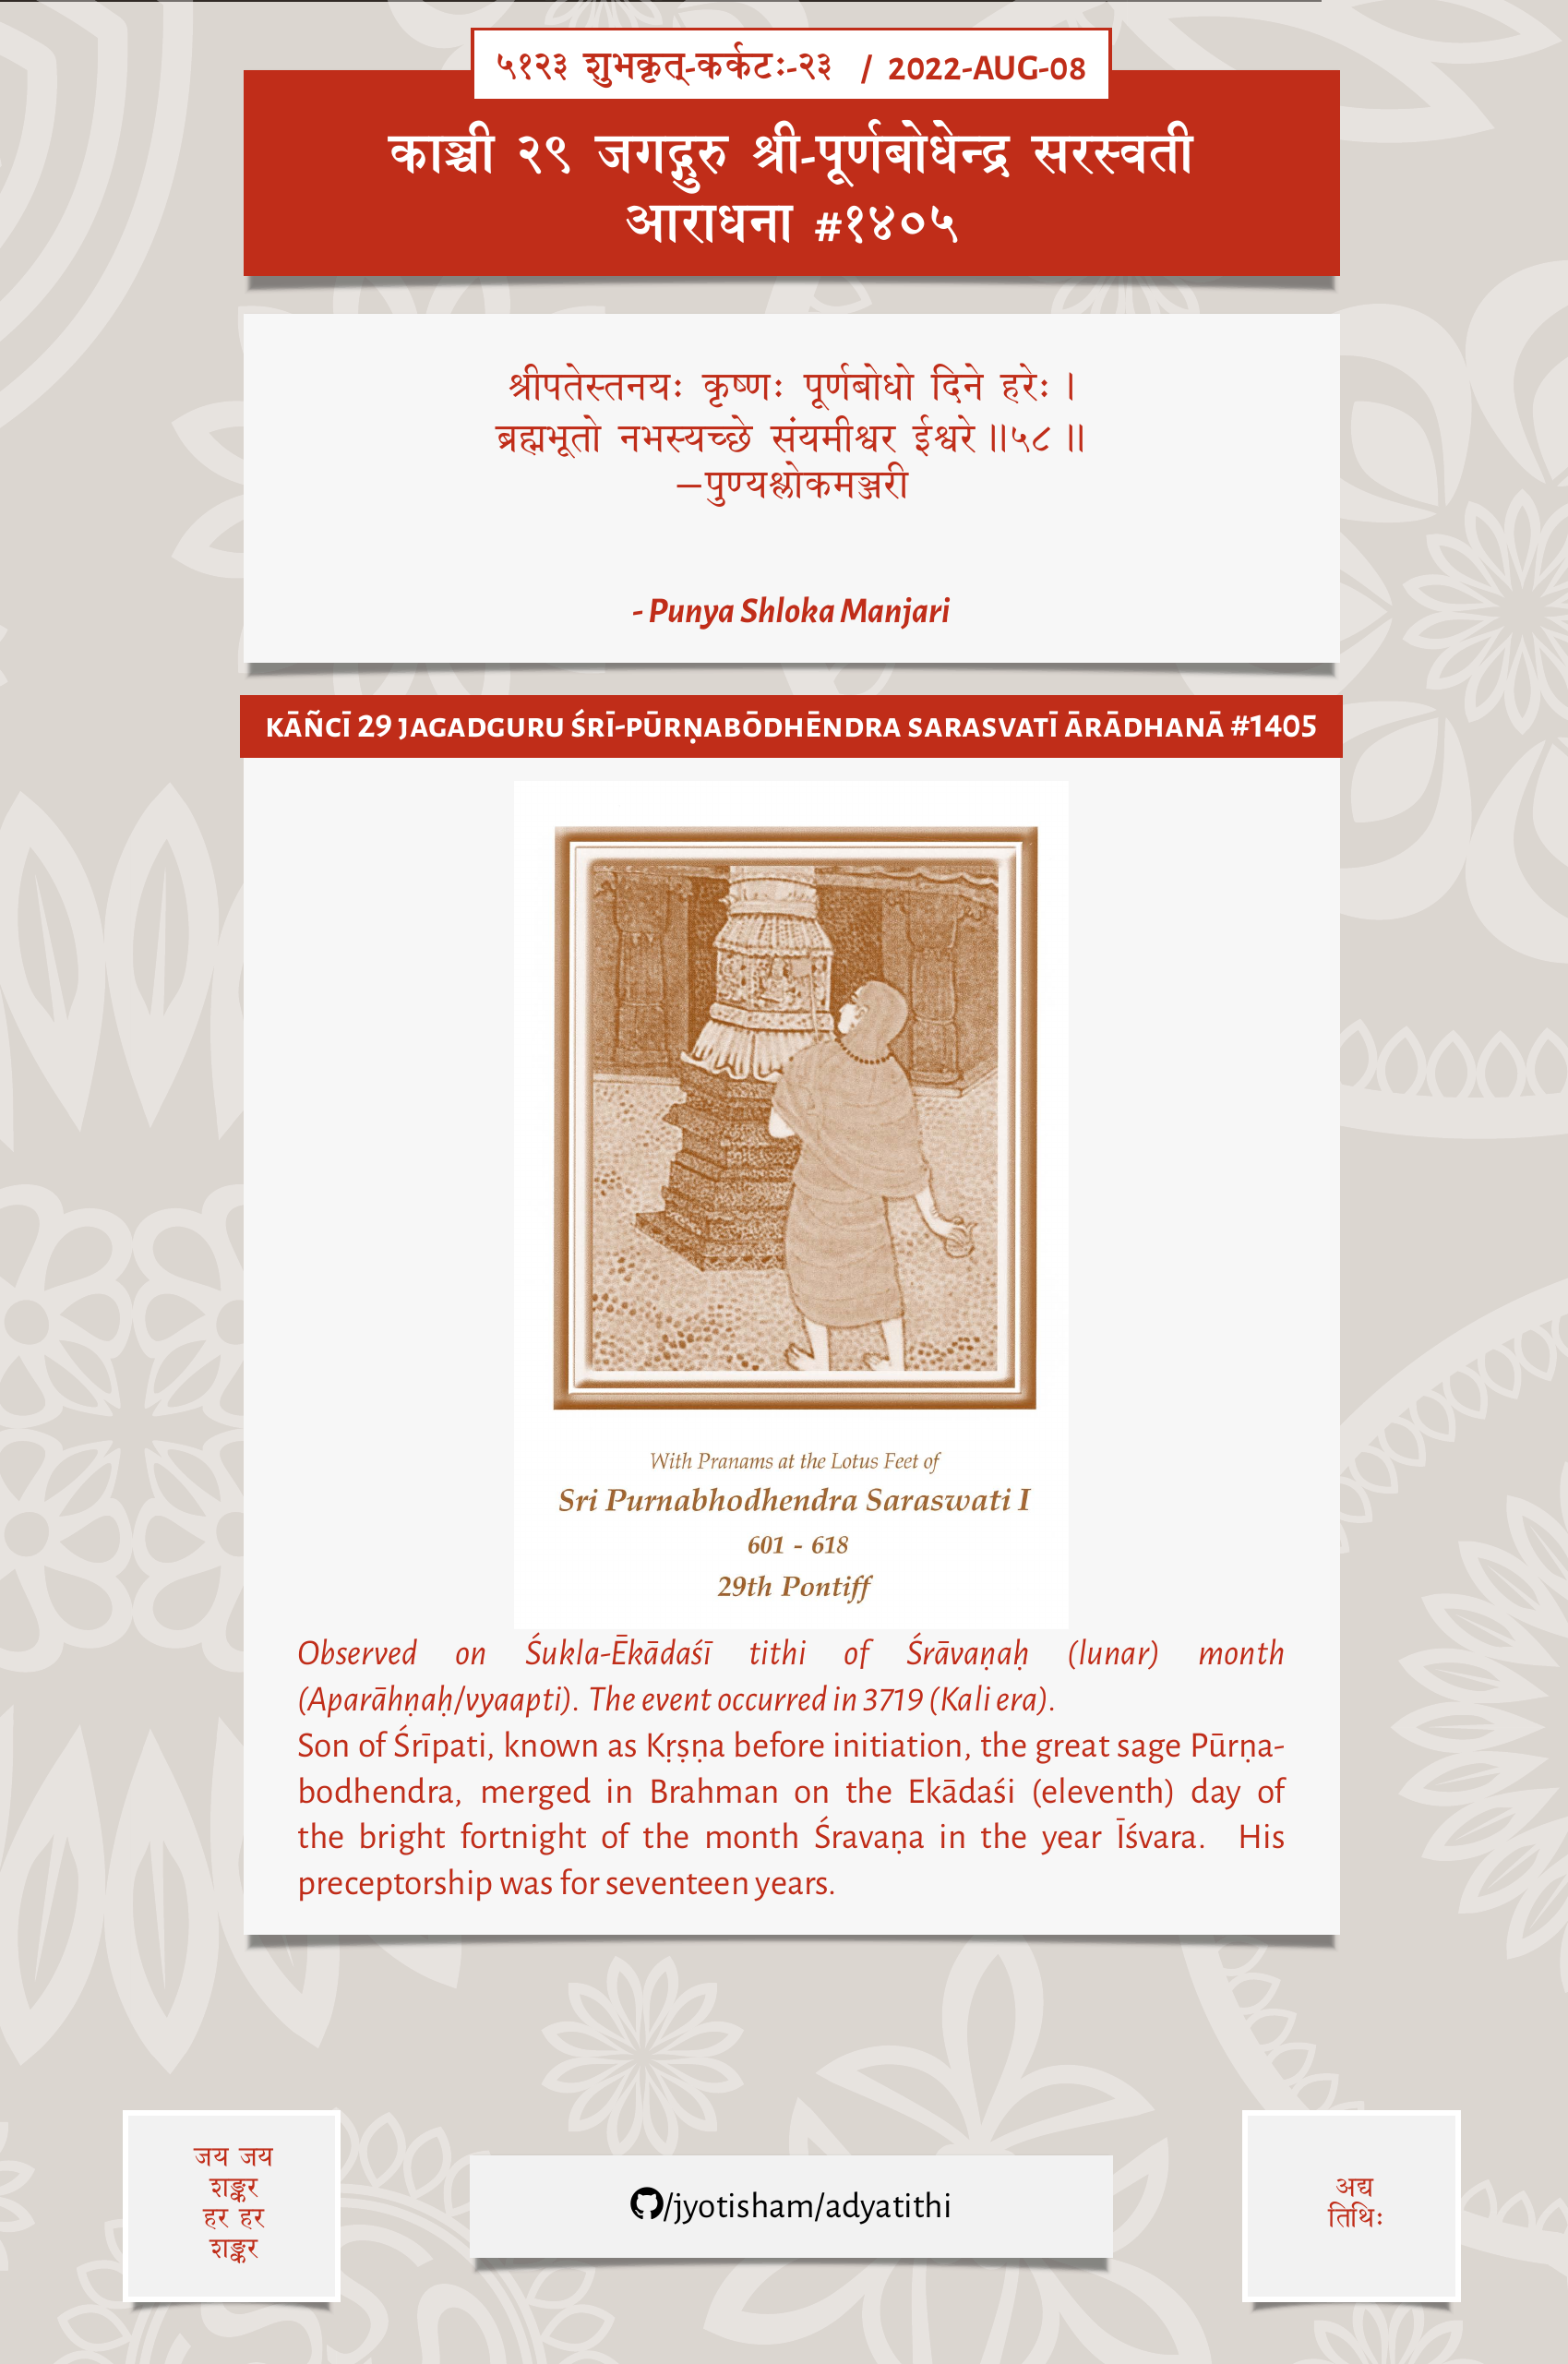 ५१२३ शुभकृत्-कर्कटः-२३ / 2022-AUG-08
काञ्ची २९ जगद्गुरु श्री-पूर्णबोधेन्द्र सरस्वती
आराधना #१४०५
श्रीपतेस्तनयः कृष्णः पूर्णबोधो दिने हरेः ।
ब्रह्मभूतो नभस्यच्छे संयमीश्वर ईश्वरे॥५८॥
—पुण्यश्लोकमञ्जरी
- Punya Shloka Manjari
KĀÑCĪ 29 JAGADGURU ŚRĪ-PŪRṆABŌDHĒNDRA SARASVATĪ ĀRĀDHANĀ #1405
With Pranams at the Lotus Feet of
Sri Purnabhodhendra Saraswati I
601 - 618
29th Pontiff
Observed on Śukla-Ēkādaśī tithi of Śrāvaṇaḥ (lunar) month
(Aparāhṇaḥ/vyaapti). The event occurred in 3719 (Kali era).
Son of Śrīpati, known as Kṛṣṇa before initiation, the great sage Pūrṇa-
bodhendra, merged in Brahman on the Ekādaśi (eleventh) day of
the bright fortnight of the month Śravaṇa in the year Īśvara. His
preceptorship was for seventeen years.
जय जय
शङ्कर
हर हर
शङ्कर
/jyotisham/adyatithi
अद्य
तिथिः